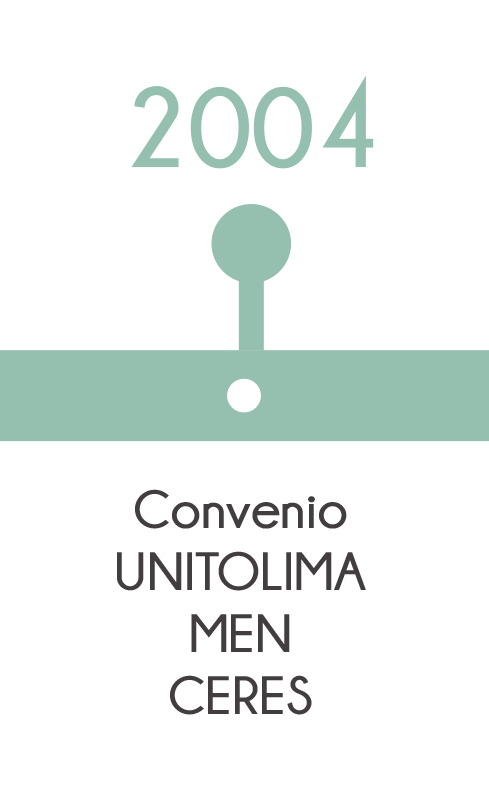 2004
Convenio
UNITOLIMA
MEN
CERES